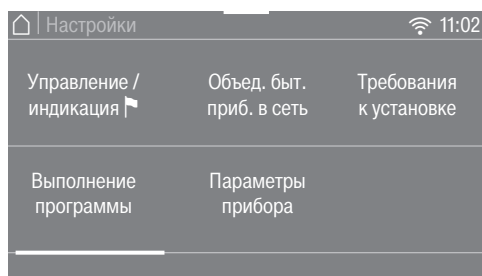 Настройки 11:02
Управление / Объед. быт. Требования
индикация приб. в сеть к установке
Выполнение Параметры
программы прибора